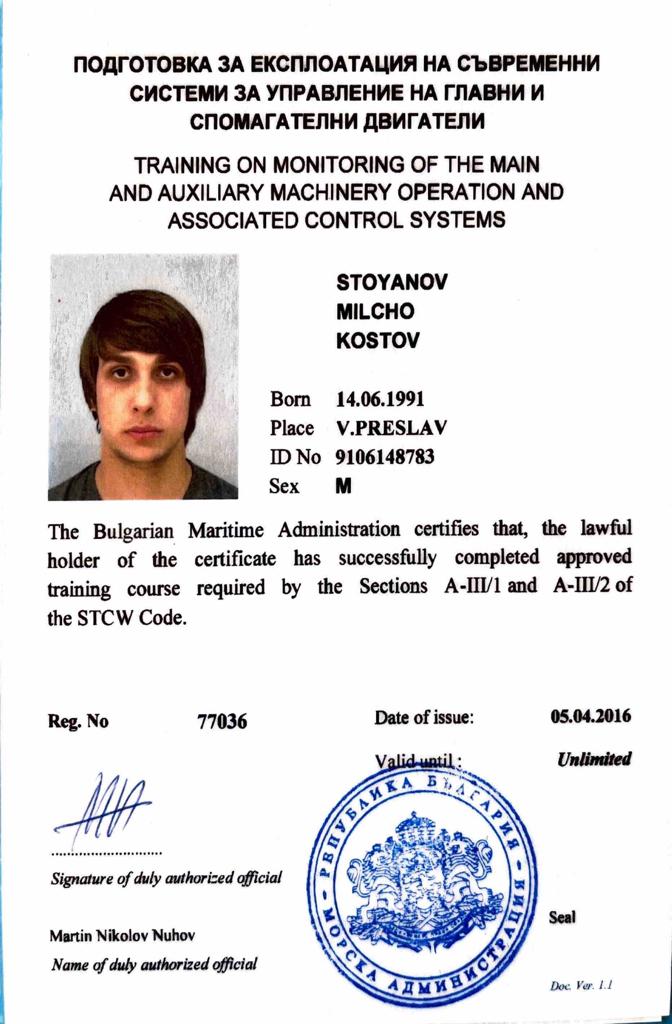 ПОДГОТОВКА ЗА ЕКСПЛОАТАЦИЯ НА СЪВРЕМЕННИ
СИСТЕМИ ЗА УПРАВЛЕНИЕ НА ГЛАВНИ И
СПОМАГАТЕЛНИ ДВИГАТЕЛИ
TRAINING ON MONITORING OF THE MAIN
AND AUXILIARY MACHINERY OPERATION AND
ASSOCIATED CONTROL SYSTEMS
STOYANOV
MILCHO
KOSTOV
Born 14.06.1991
Place V.PRESLAV
ID No 9106148783
Sex M
The Bulgarian Maritime Administration certifies that, the lawful
holder of the certificate has successfully completed approved
training course required by the Sections A-III/1 and A-III/2 of
the STCW Code.
Reg. No 77036
Date of issue: 05.04.2016
Valid until : Unlimited
РЕПУБЛИКА БЪЛГАРИЯ
МОРСКА АДМИНИСТРАЦИЯ
Signature of duly authorized official
Seal
Martin Nikolov Nuhov
Name of duly authorized official
Doc. Ver. 1.1